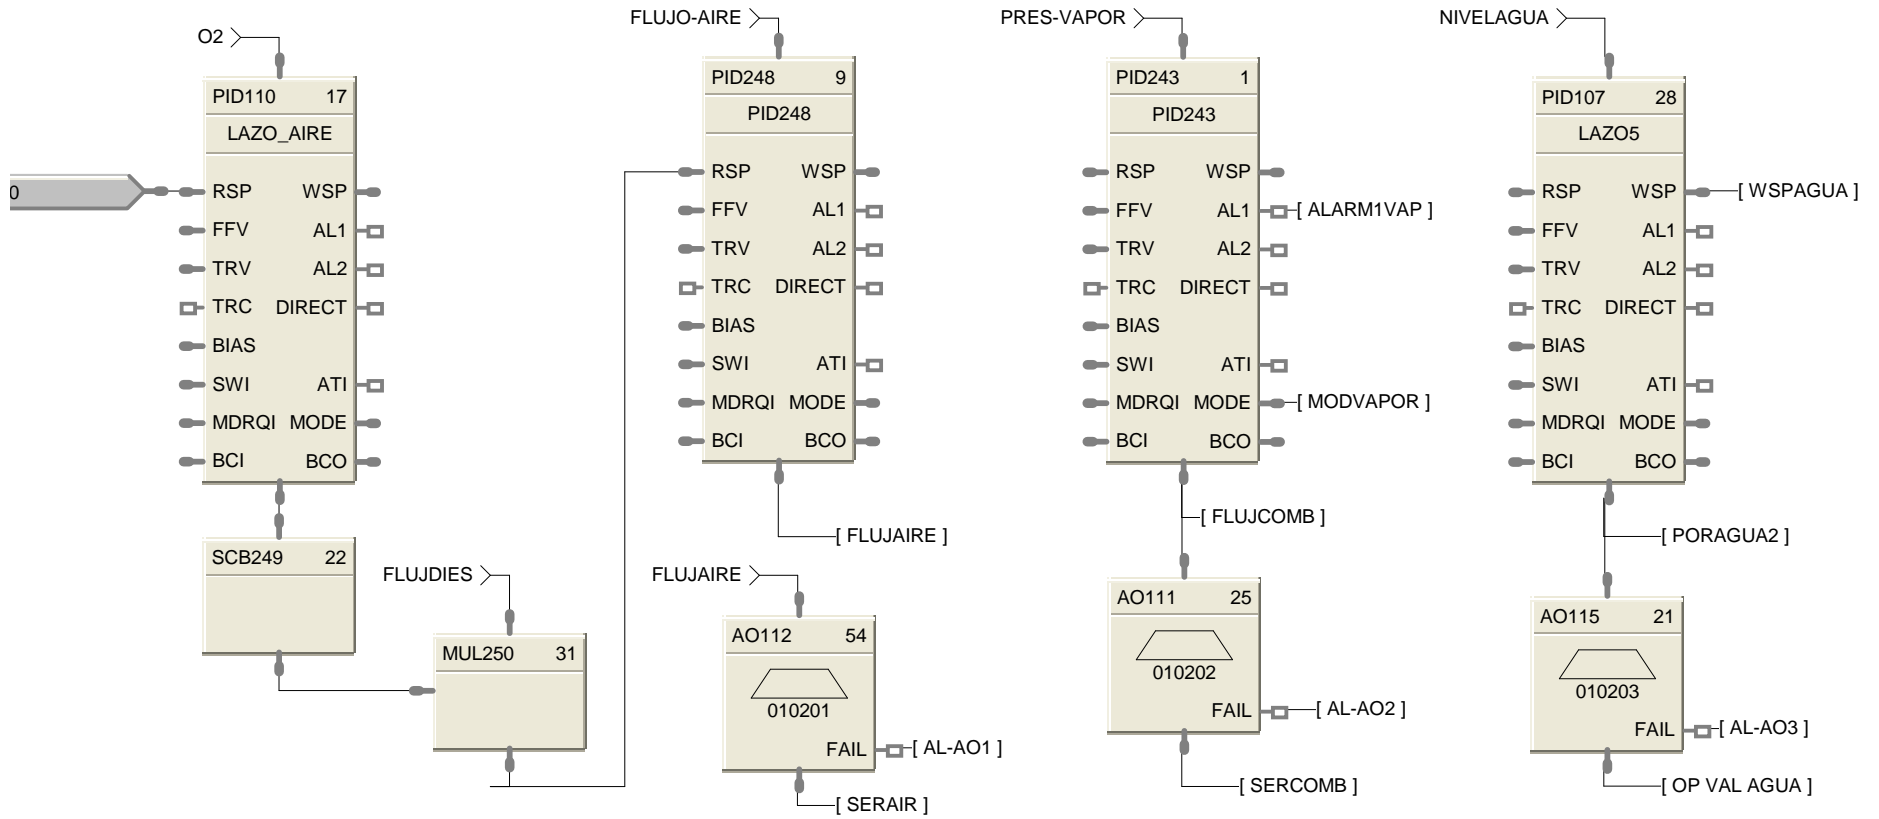 O2
PID110 17
LAZO_AIRE
0
RSP WSP
FFV AL1
TRV AL2
TRC DIRECT
BIAS
SWI ATI
MDRQI MODE
BCI BCO
SCB249 22
FLUJDIES
MUL250 31
FLUJO-AIRE
PID248 9
PID248
RSP WSP
FFV AL1
TRV AL2
TRC DIRECT
BIAS
SWI ATI
MDRQI MODE
BCI BCO
[ FLUJAIRE ]
FLUJAIRE
AO112 54
010201
FAIL [ AL-AO1 ]
[ SERAIR ]
PRES-VAPOR
PID243 1
PID243
RSP WSP
FFV AL1 [ ALARM1VAP ]
TRV AL2
TRC DIRECT
BIAS
SWI ATI
MDRQI MODE [ MODVAPOR ]
BCI BCO
[ FLUJCOMB ]
AO111 25
010202
FAIL [ AL-AO2 ]
[ SERCOMB ]
NIVELAGUA
PID107 28
LAZO5
RSP WSP [ WSPAGUA ]
FFV AL1
TRV AL2
TRC DIRECT
BIAS
SWI ATI
MDRQI MODE
BCI BCO
[ PORAGUA2 ]
AO115 21
010203
FAIL [ AL-AO3 ]
[ OP VAL AGUA ]